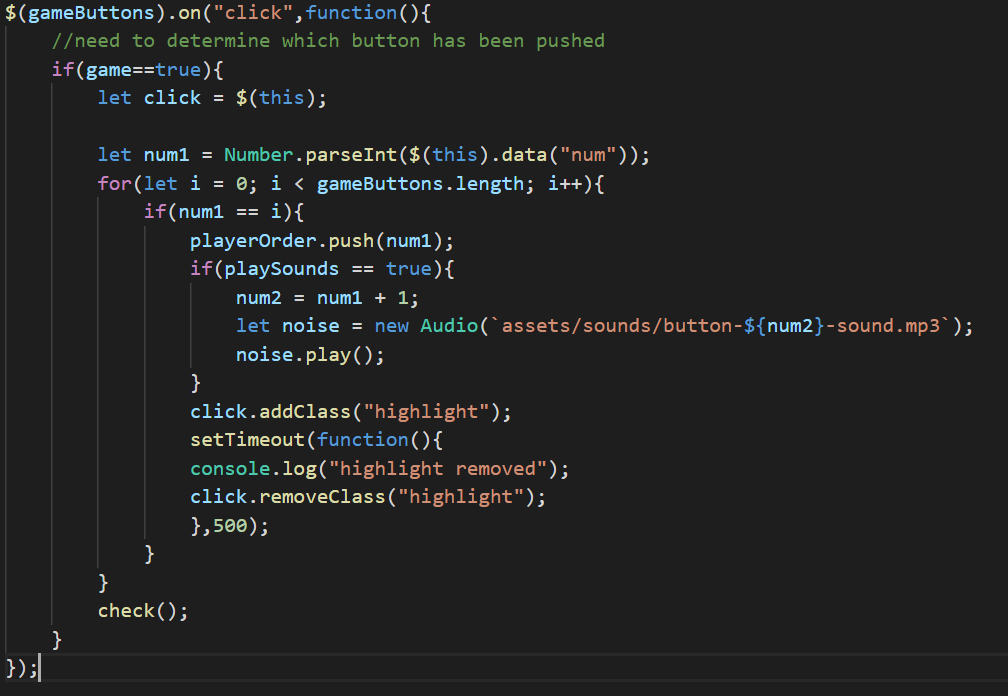 $(gameButtons).on("click",function(){
    //need to determine which button has been pushed
    if(game==true){
        let click = $(this);

        let num1 = Number.parseInt($(this).data("num"));
        for(let i = 0; i < gameButtons.length; i++){
            if(num1 == i){
                playerOrder.push(num1);
                if(playSounds == true){
                    num2 = num1 + 1;
                    let noise = new Audio(`assets/sounds/button-${num2}-sound.mp3`);
                    noise.play();
                }
                click.addClass("highlight");
                setTimeout(function(){
                console.log("highlight removed");
                click.removeClass("highlight");
                },500);
            }
        }
        check();
    }
});